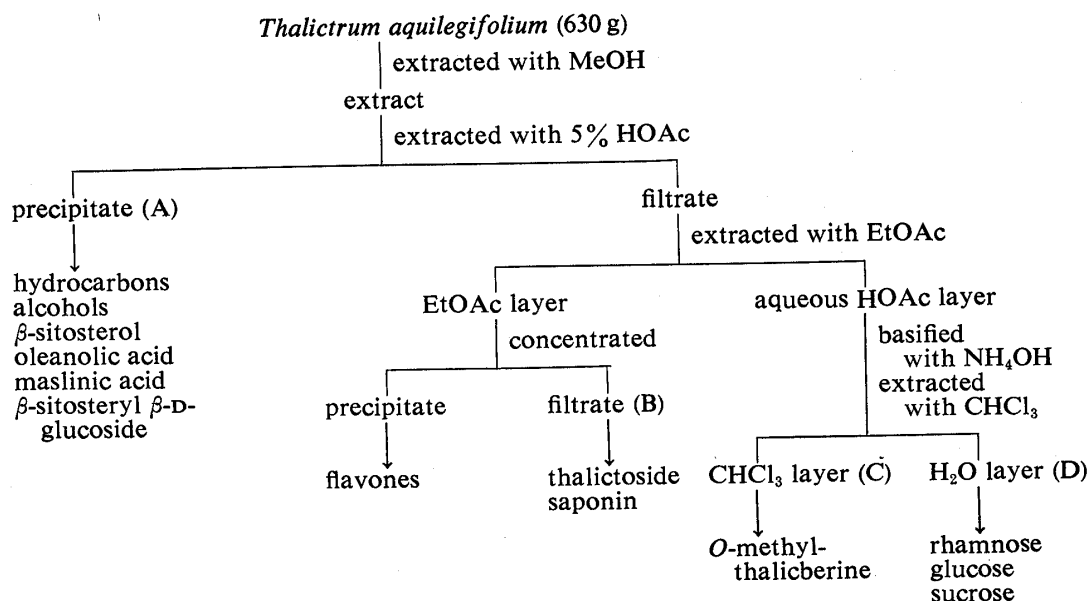 Thalictrum aquilegifolium (630 g)
extracted with MeOH
extract
extracted with 5% HOAc
precipitate (A)
hydrocarbons
alcohols
β-sitosterol
oleanolic acid
maslinic acid
β-sitosteryl β-D-
glucoside
filtrate
extracted with EtOAc
EtOAc layer
concentrated
precipitate
flavones
filtrate (B)
thalictoside
saponin
aqueous HOAc layer
basified
with NH₄OH
extracted
with CHCl₃
CHCl₃ layer (C)
O-methyl-
thalicberine
H₂O layer (D)
rhamnose
glucose
sucrose